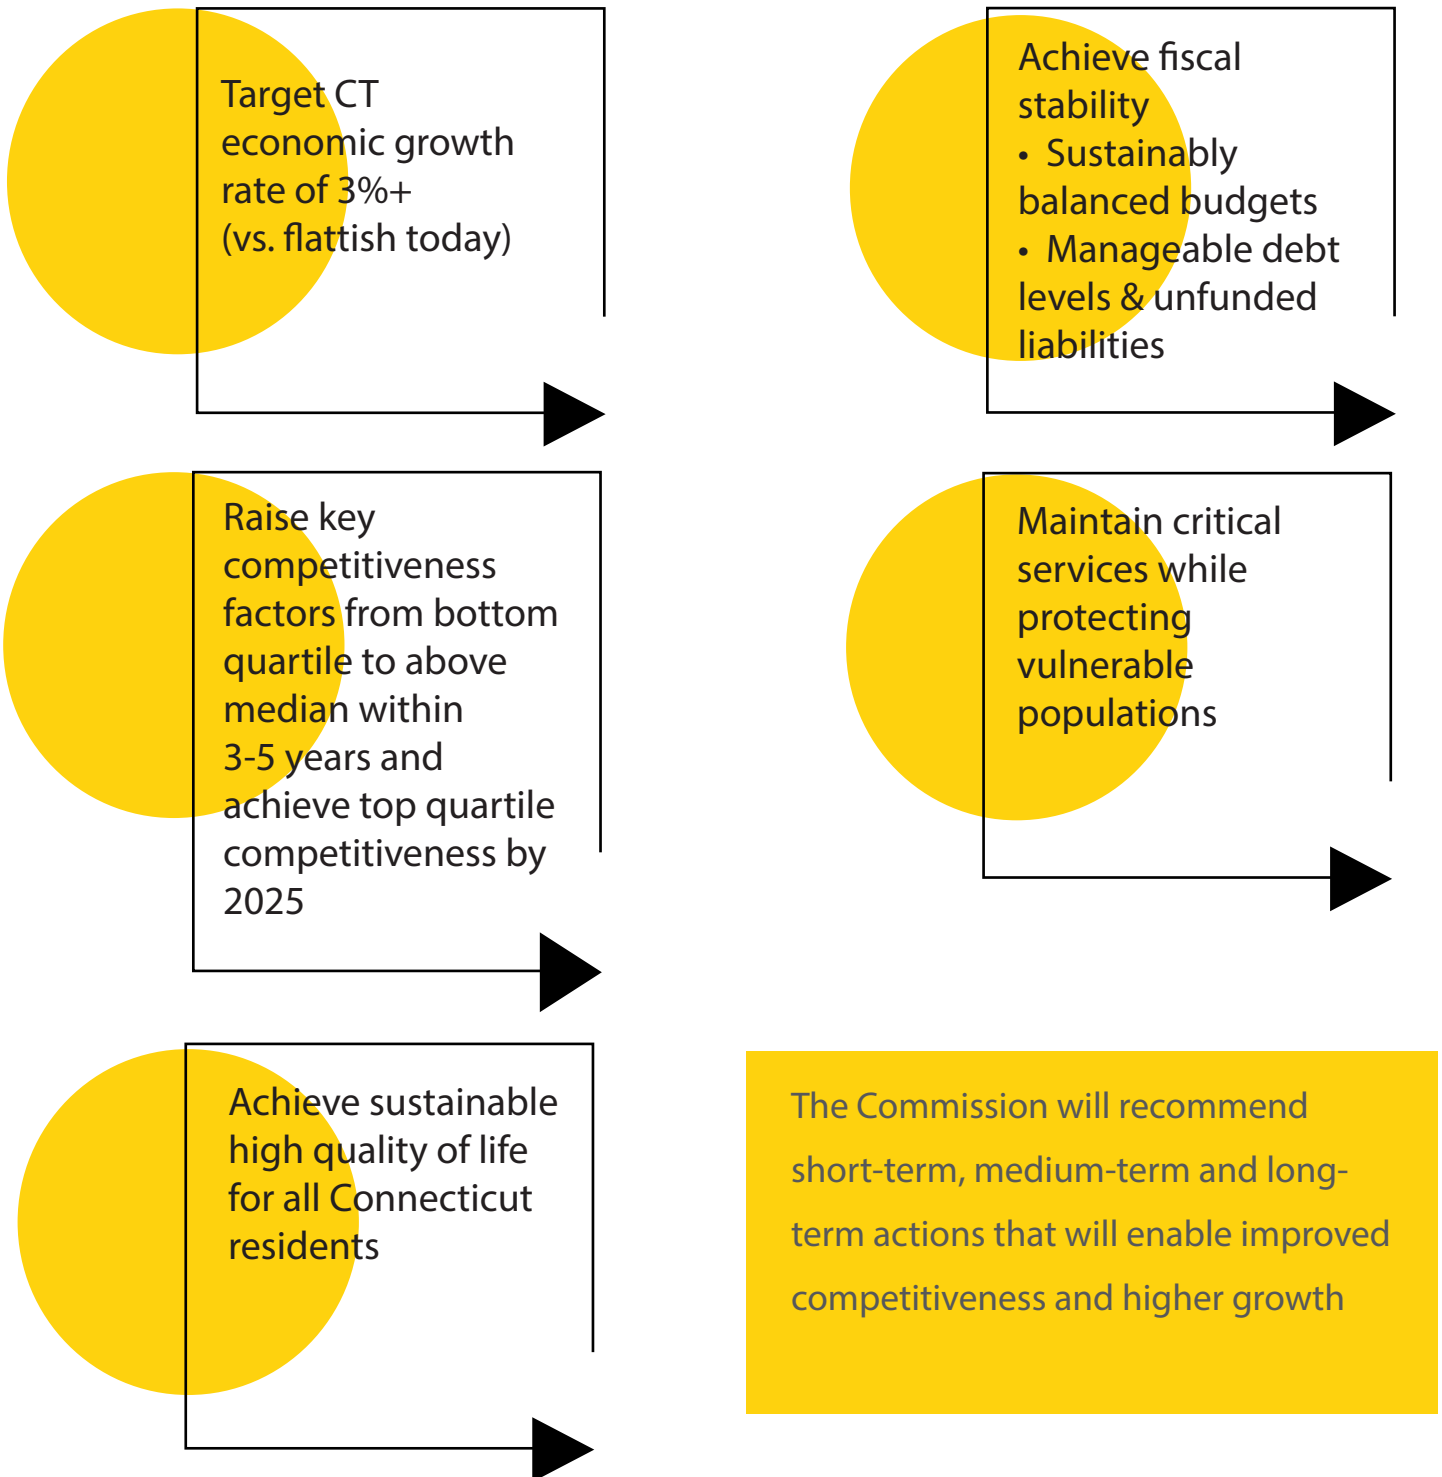 Target CT
economic growth
rate of 3%+
(vs. flattish today)
Achieve fiscal
stability
• Sustainably
balanced budgets
• Manageable debt
levels & unfunded
liabilities
Raise key
competitiveness
factors from bottom
quartile to above
median within
3-5 years and
achieve top quartile
competitiveness by
2025
Maintain critical
services while
protecting
vulnerable
populations
Achieve sustainable
high quality of life
for all Connecticut
residents
The Commission will recommend
short-term, medium-term and long-
term actions that will enable improved
competitiveness and higher growth